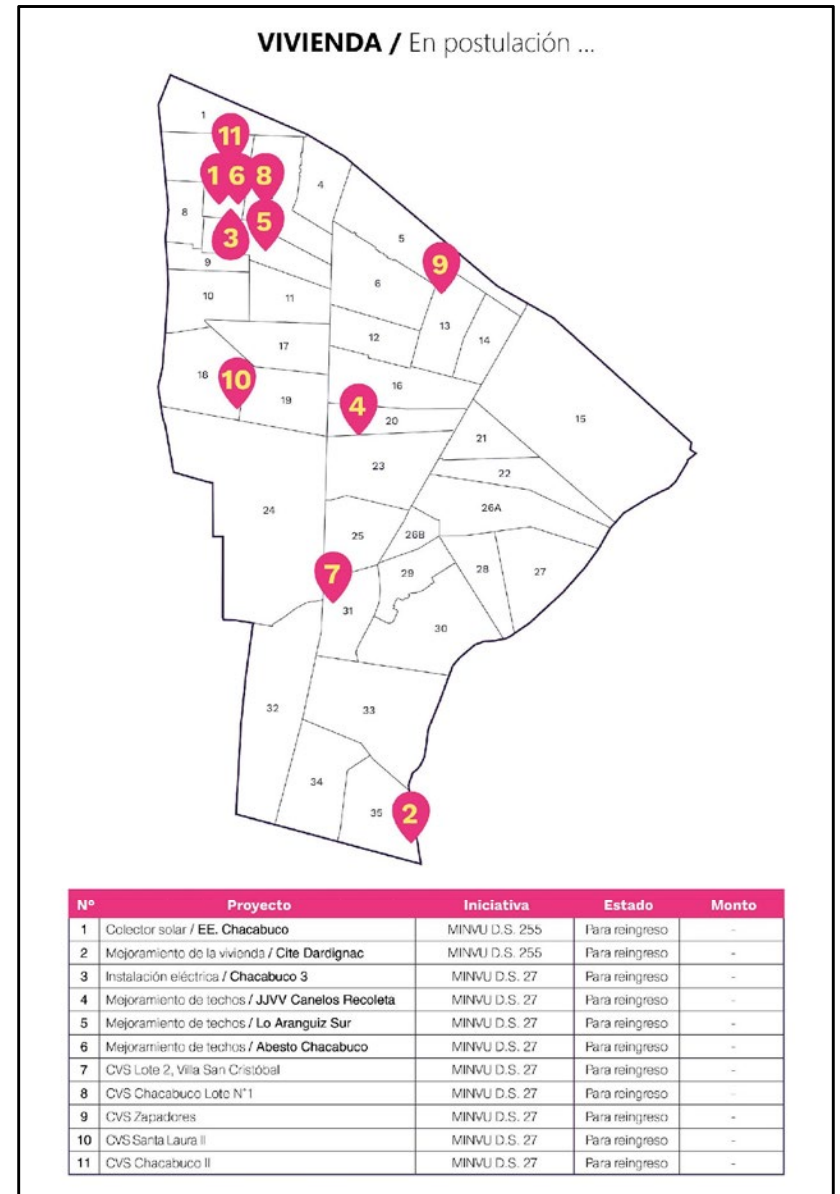 VIVIENDA / En postulación ...
1
11
1 6 8
4
8
5
3
5
9
9
6
10
11
13
12
14
17
18
10
16
19
4
20
15
21
23
22
24
26A
25
26B
7
29
28
27
31
30
32
33
34
35
2
Nº Proyecto Iniciativa Estado Monto
1 Colector solar / EE. Chacabuco MINVU D.S. 255 Para reingreso -
2 Mejoramiento de la vivienda / Cite Dardignac MINVU D.S. 255 Para reingreso -
3 Instalación eléctrica / Chacabuco 3 MINVU D.S. 27 Para reingreso -
4 Mejoramiento de techos / JJVV Canelos Recoleta MINVU D.S. 27 Para reingreso -
5 Mejoramiento de techos / Lo Aranguiz Sur MINVU D.S. 27 Para reingreso -
6 Mejoramiento de techos / Abesto Chacabuco MINVU D.S. 27 Para reingreso -
7 CVS Lote 2, Villa San Cristóbal MINVU D.S. 27 Para reingreso -
8 CVS Chacabuco Lote N°1 MINVU D.S. 27 Para reingreso -
9 CVS Zapadores MINVU D.S. 27 Para reingreso -
10 CVS Santa Laura II MINVU D.S. 27 Para reingreso -
11 CVS Chacabuco II MINVU D.S. 27 Para reingreso -